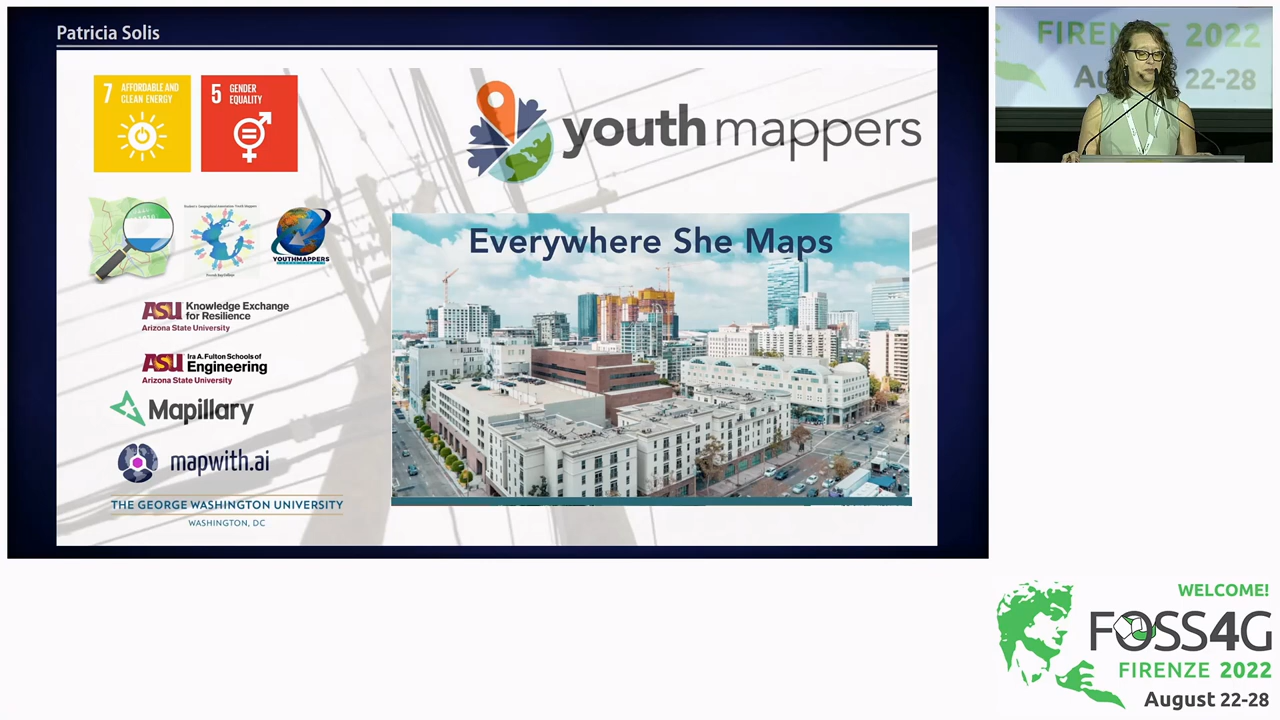 Patricia Solis
7 AFFORDABLE AND
CLEAN ENERGY
5 GENDER
EQUALITY
youthmappers
Everywhere She Maps
YOUTHMAPPERS
ASU Knowledge Exchange
for Resilience
Arizona State University
ASU Ira A. Fulton Schools of
Engineering
Arizona State University
Mapillary
mapwith.ai
THE GEORGE WASHINGTON UNIVERSITY
WASHINGTON, DC
FIRENZE 2022
August 22-28
WELCOME!
FOSS4G
FIRENZE 2022
August 22-28